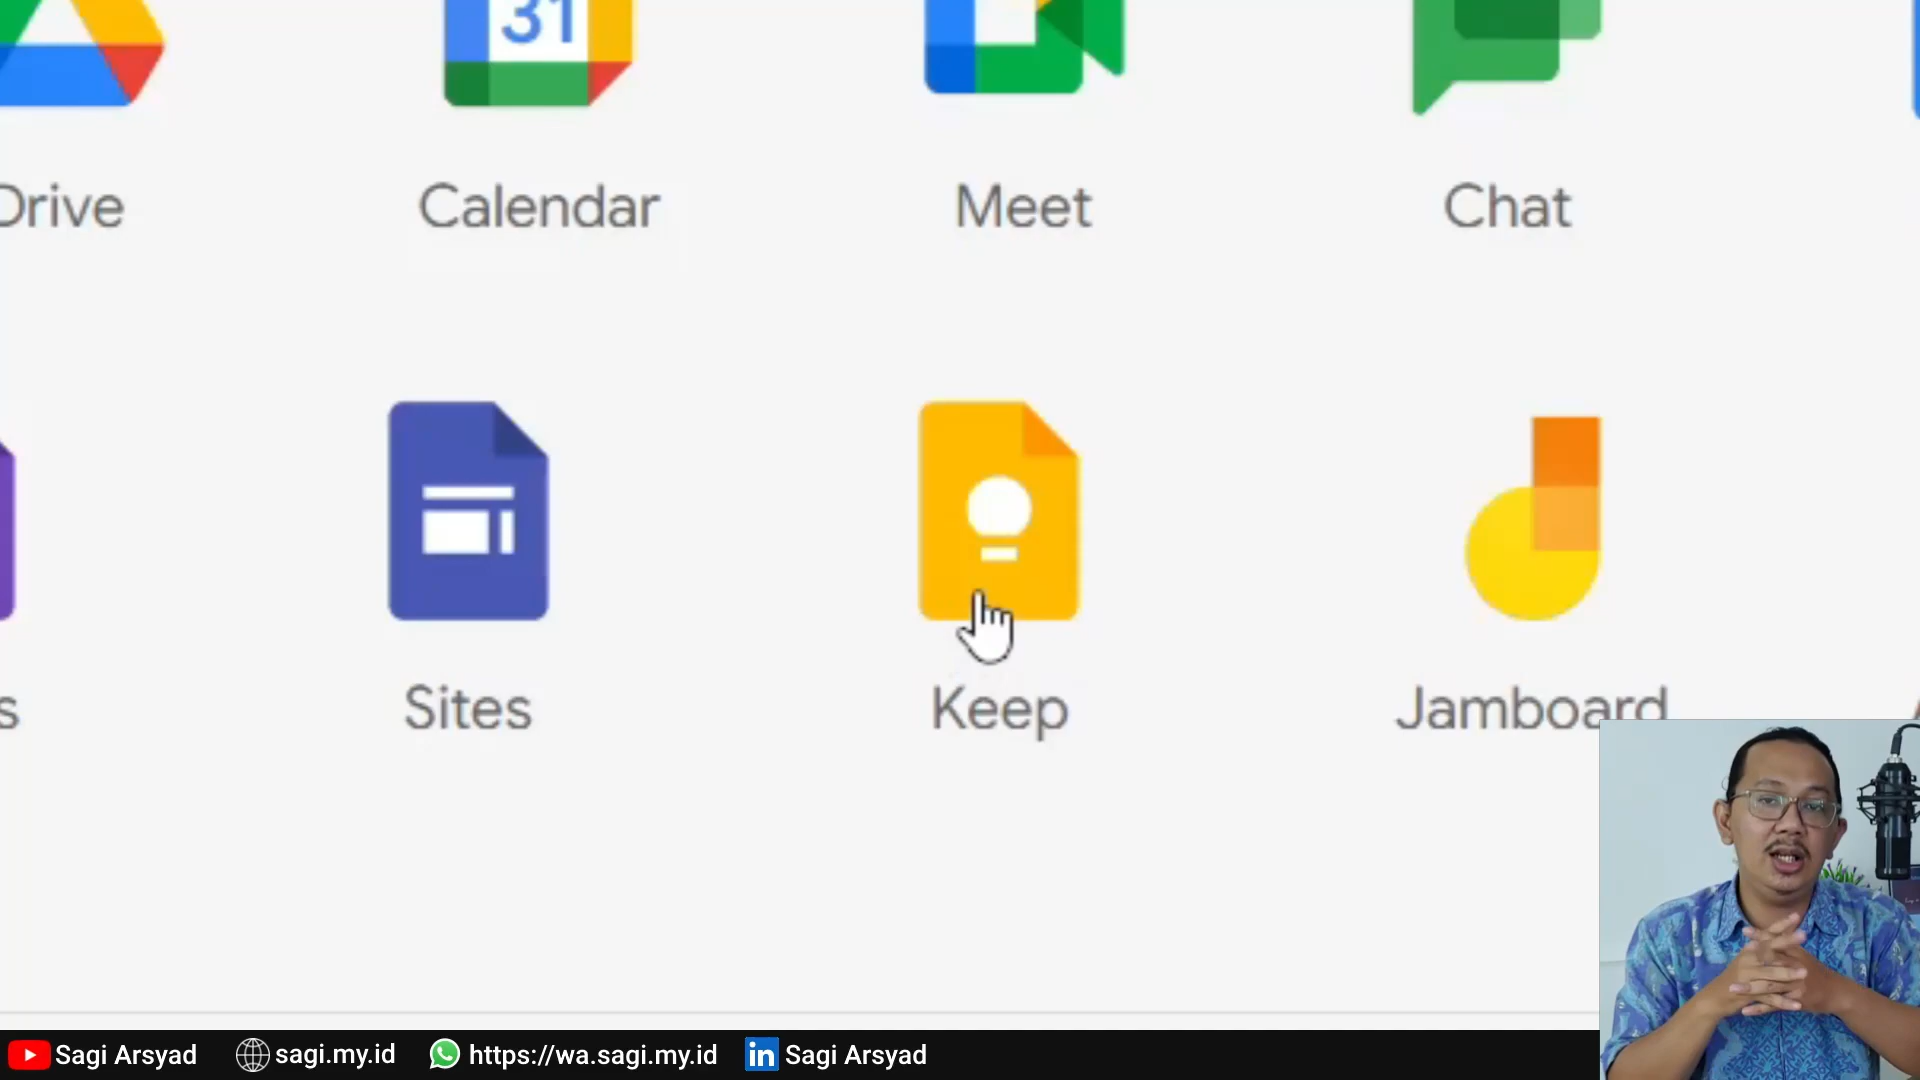 31
Drive
Calendar
Meet
Chat
s
Sites
Keep
Jamboard
Sagi Arsyad
sagi.my.id
https://wa.sagi.my.id
in Sagi Arsyad